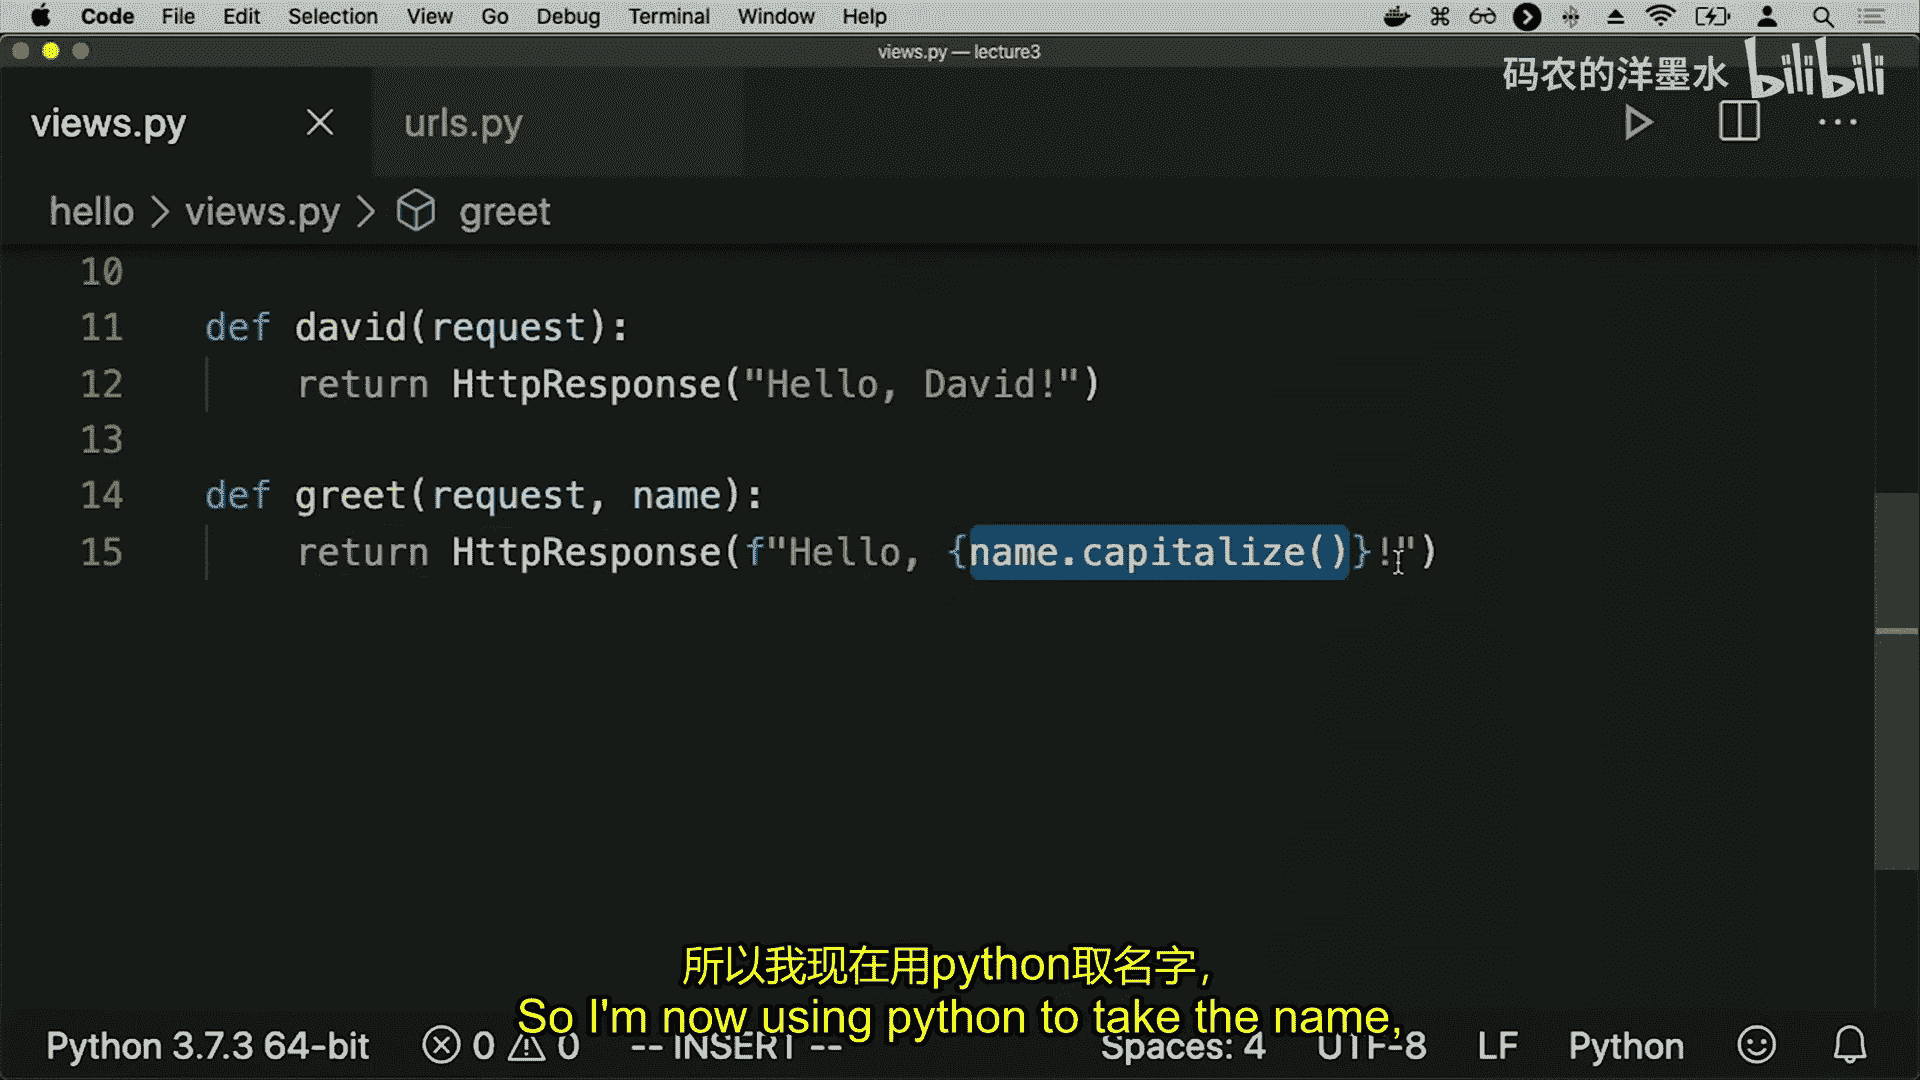 Code File Edit Selection View Go Debug Terminal Window Help
views.py — lecture3
码农的洋墨水 bilibili
views.py urls.py
hello > views.py > greet
10
11 def david(request):
12 return HttpResponse("Hello, David!")
13
14 def greet(request, name):
15 return HttpResponse(f"Hello, {name.capitalize()}!")
所以我现在用python取名字，
So I'm now using python to take the name,
Python 3.7.3 64-bit 0 0 -- INSERT -- Spaces: 4 UTF-8 LF Python